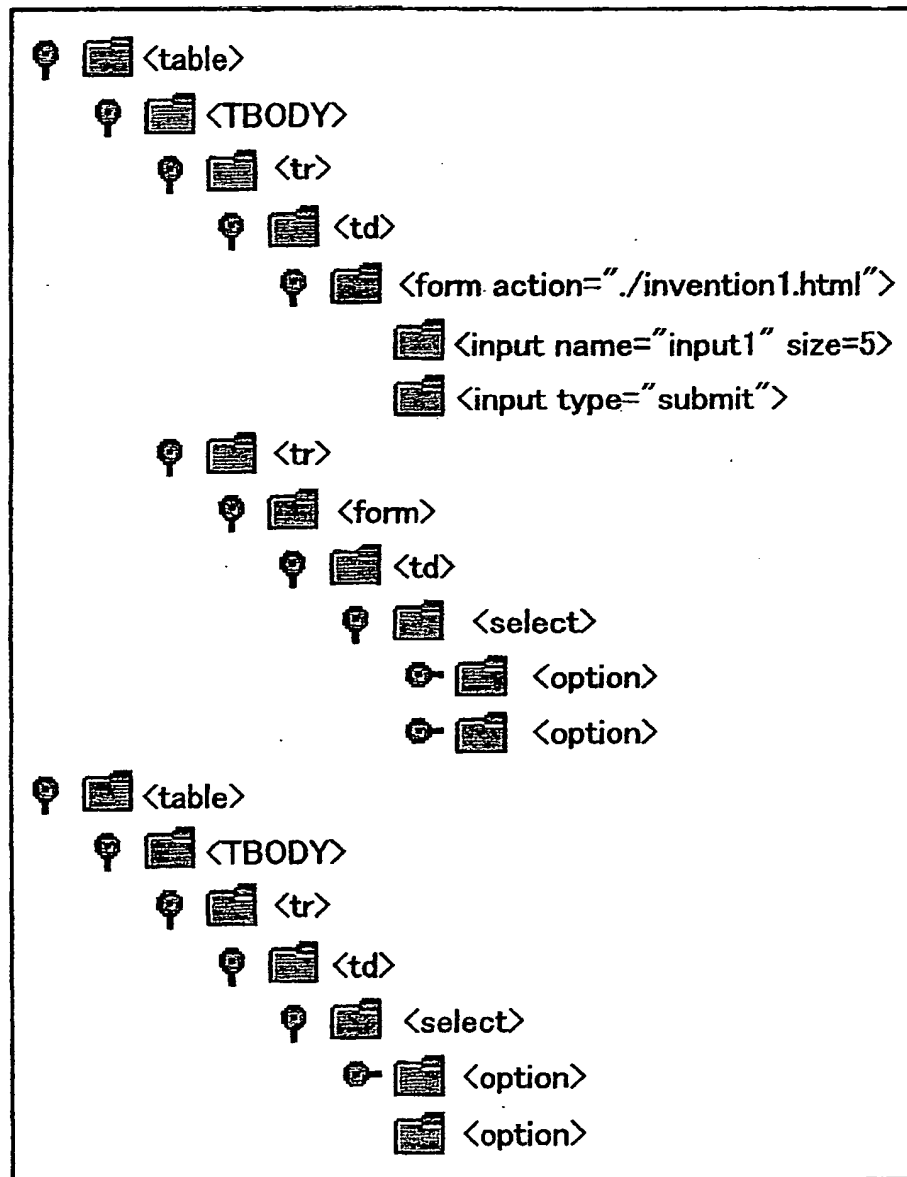 <table>
<TBODY>
<tr>
<td>
<form action="./invention1.html">
<input name="input1" size=5>
<input type="submit">
<tr>
<form>
<td>
<select>
<option>
<option>
<table>
<TBODY>
<tr>
<td>
<select>
<option>
<option>